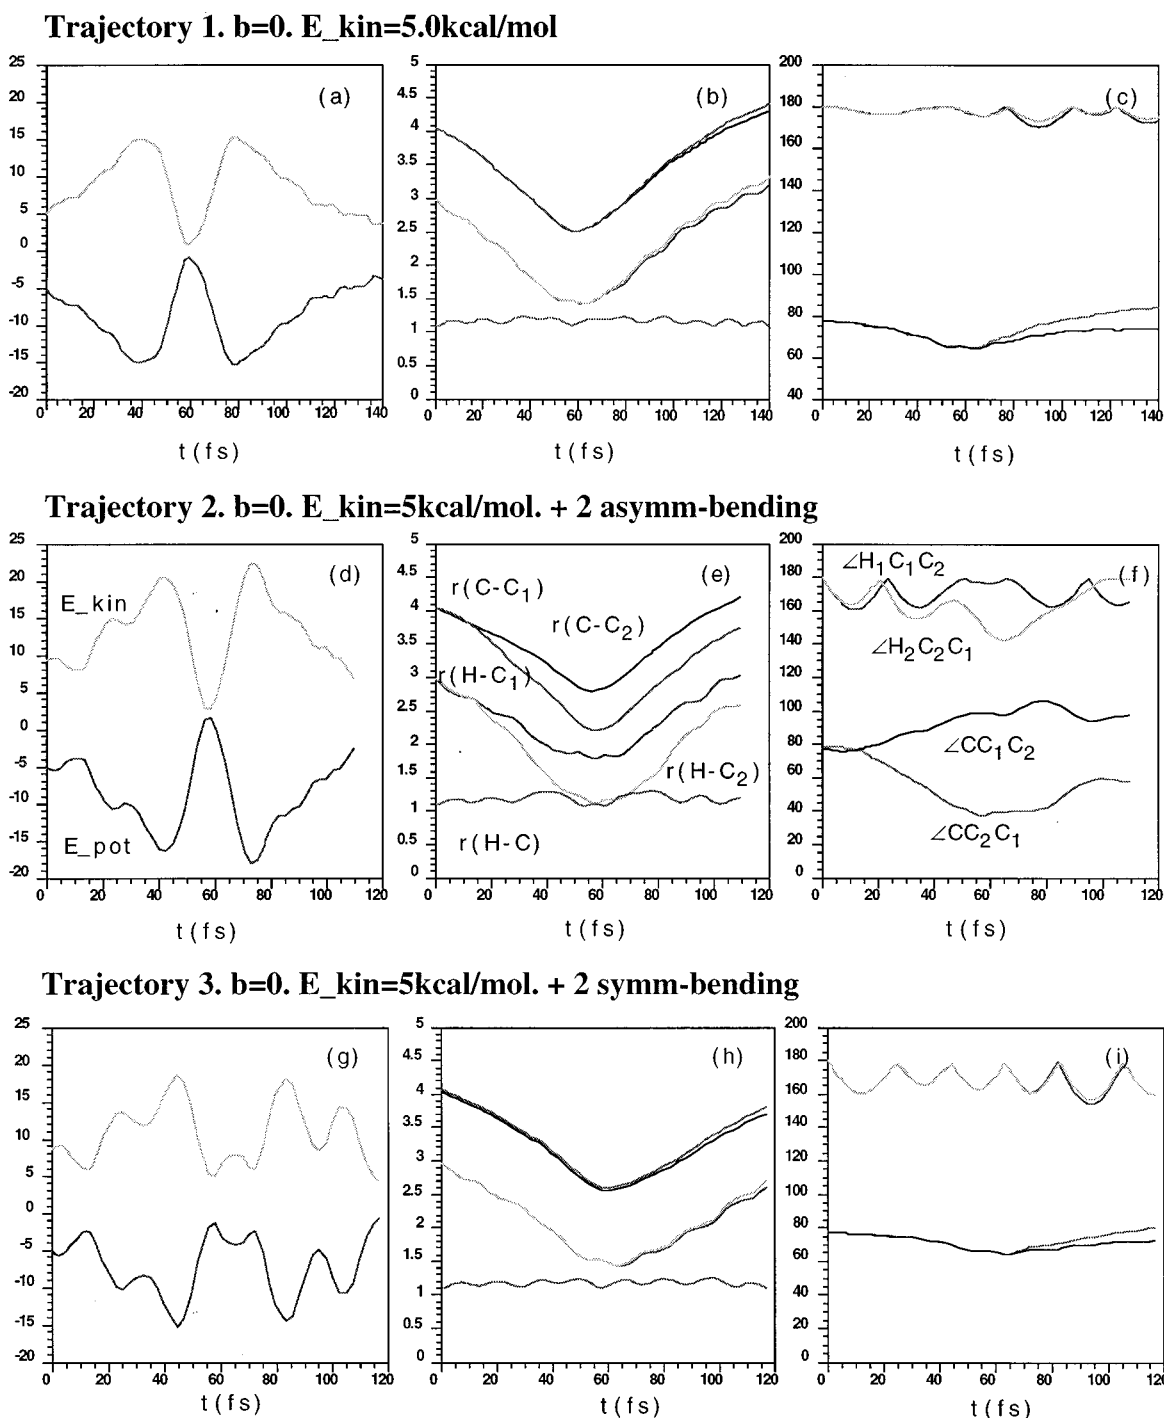 Trajectory 1. b=0. E_kin=5.0kcal/mol
25 20 15 10 5 0 -5 -10 -15 -20
(a)
0 20 40 60 80 100 120 140
t (fs)
5 4.5 4 3.5 3 2.5 2 1.5 1 0.5 0
(b)
0 20 40 60 80 100 120 140
t (fs)
200 180 160 140 120 100 80 60 40
(c)
0 20 40 60 80 100 120 140
t (fs)
Trajectory 2. b=0. E_kin=5kcal/mol. + 2 asymm-bending
25 20 15 10 5 0 -5 -10 -15 -20
(d)
E_kin
E_pot
0 20 40 60 80 100 120
t (fs)
5 4.5 4 3.5 3 2.5 2 1.5 1 0.5 0
(e)
r(C-C1)
r(C-C2)
r(H-C1)
r(H-C2)
r(H-C)
0 20 40 60 80 100 120
t (fs)
200 180 160 140 120 100 80 60 40 20 0
∠H1C1C2
(f)
∠H2C2C1
∠CC1C2
∠CC2C1
0 20 40 60 80 100 120
t (fs)
Trajectory 3. b=0. E_kin=5kcal/mol. + 2 symm-bending
25 20 15 10 5 0 -5 -10 -15 -20
(g)
0 20 40 60 80 100 120
t (fs)
5 4.5 4 3.5 3 2.5 2 1.5 1 0.5 0
(h)
0 20 40 60 80 100 120
t (fs)
200 180 160 140 120 100 80 60 40 20 0
(i)
0 20 40 60 80 100 120
t (fs)